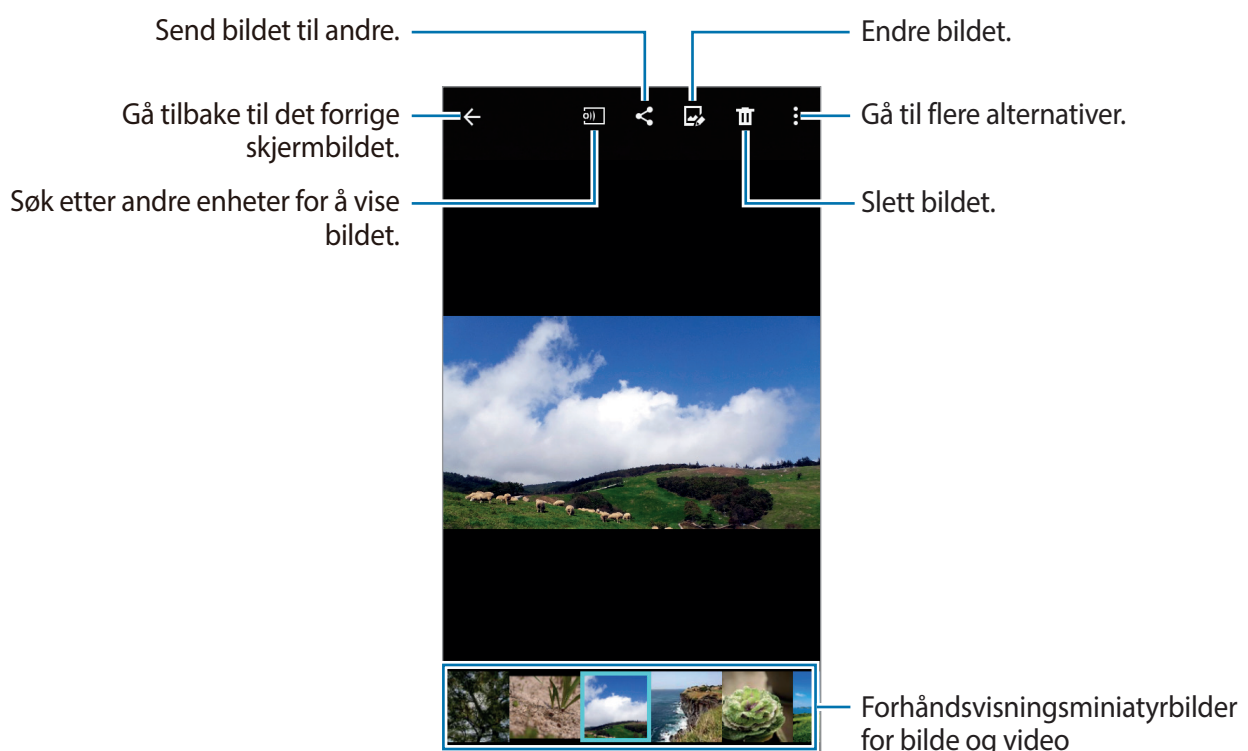 Send bildet til andre.
Endre bildet.
Gå tilbake til det forrige
skjermbildet.
Gå til flere alternativer.
Søk etter andre enheter for å vise
bildet.
Slett bildet.
Forhåndsvisningsminiatyrbilder
for bilde og video